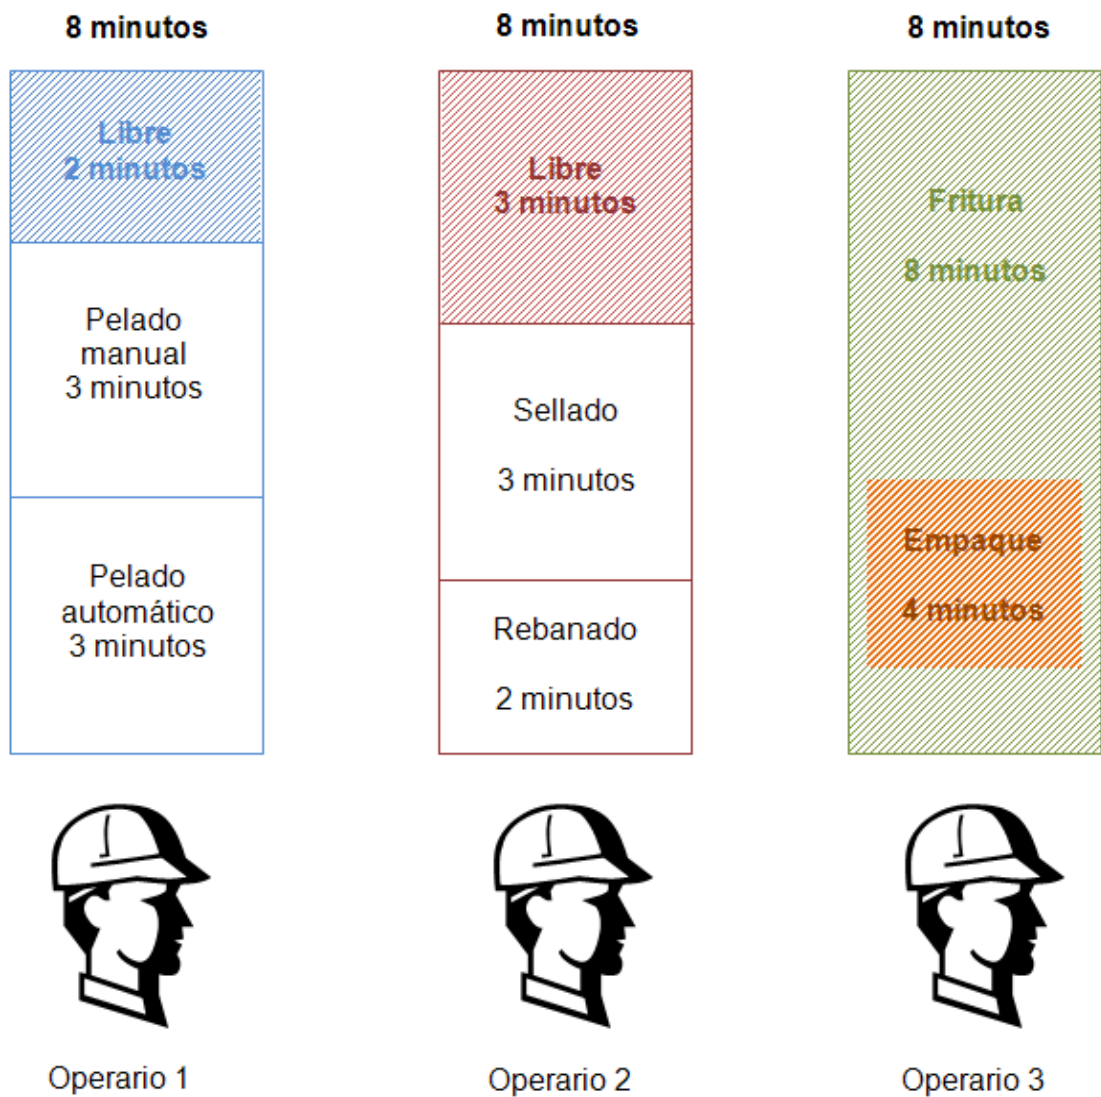 8 minutos
Libre
2 minutos
Pelado
manual
3 minutos
Pelado
automático
3 minutos
Operario 1
8 minutos
Libre
3 minutos
Sellado
3 minutos
Rebanado
2 minutos
Operario 2
8 minutos
Fritura
8 minutos
Empaque
4 minutos
Operario 3